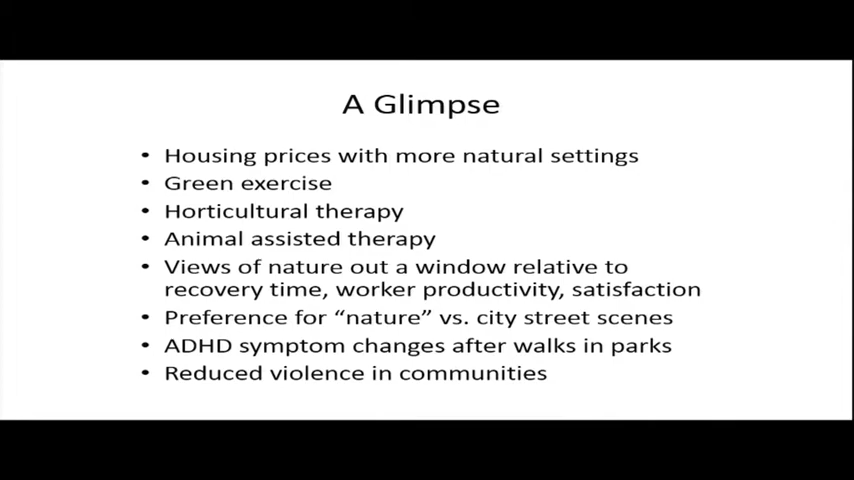 A Glimpse
• Housing prices with more natural settings
• Green exercise
• Horticultural therapy
• Animal assisted therapy
• Views of nature out a window relative to
recovery time, worker productivity, satisfaction
• Preference for “nature” vs. city street scenes
• ADHD symptom changes after walks in parks
• Reduced violence in communities